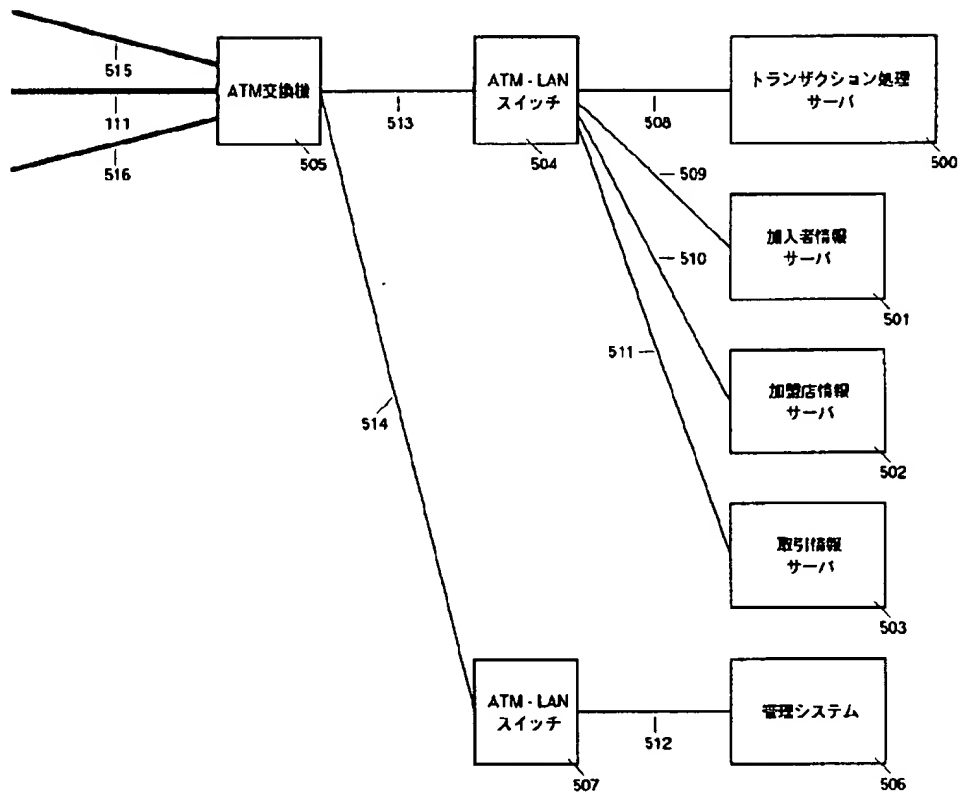 515
111
516
ATM交換機
505
513
ATM - LAN
スイッチ
504
508
トランザクション処理
サーバ
500
509
加入者情報
サーバ
501
510
加盟店情報
サーバ
502
511
取引情報
サーバ
503
514
ATM - LAN
スイッチ
507
512
管理システム
506